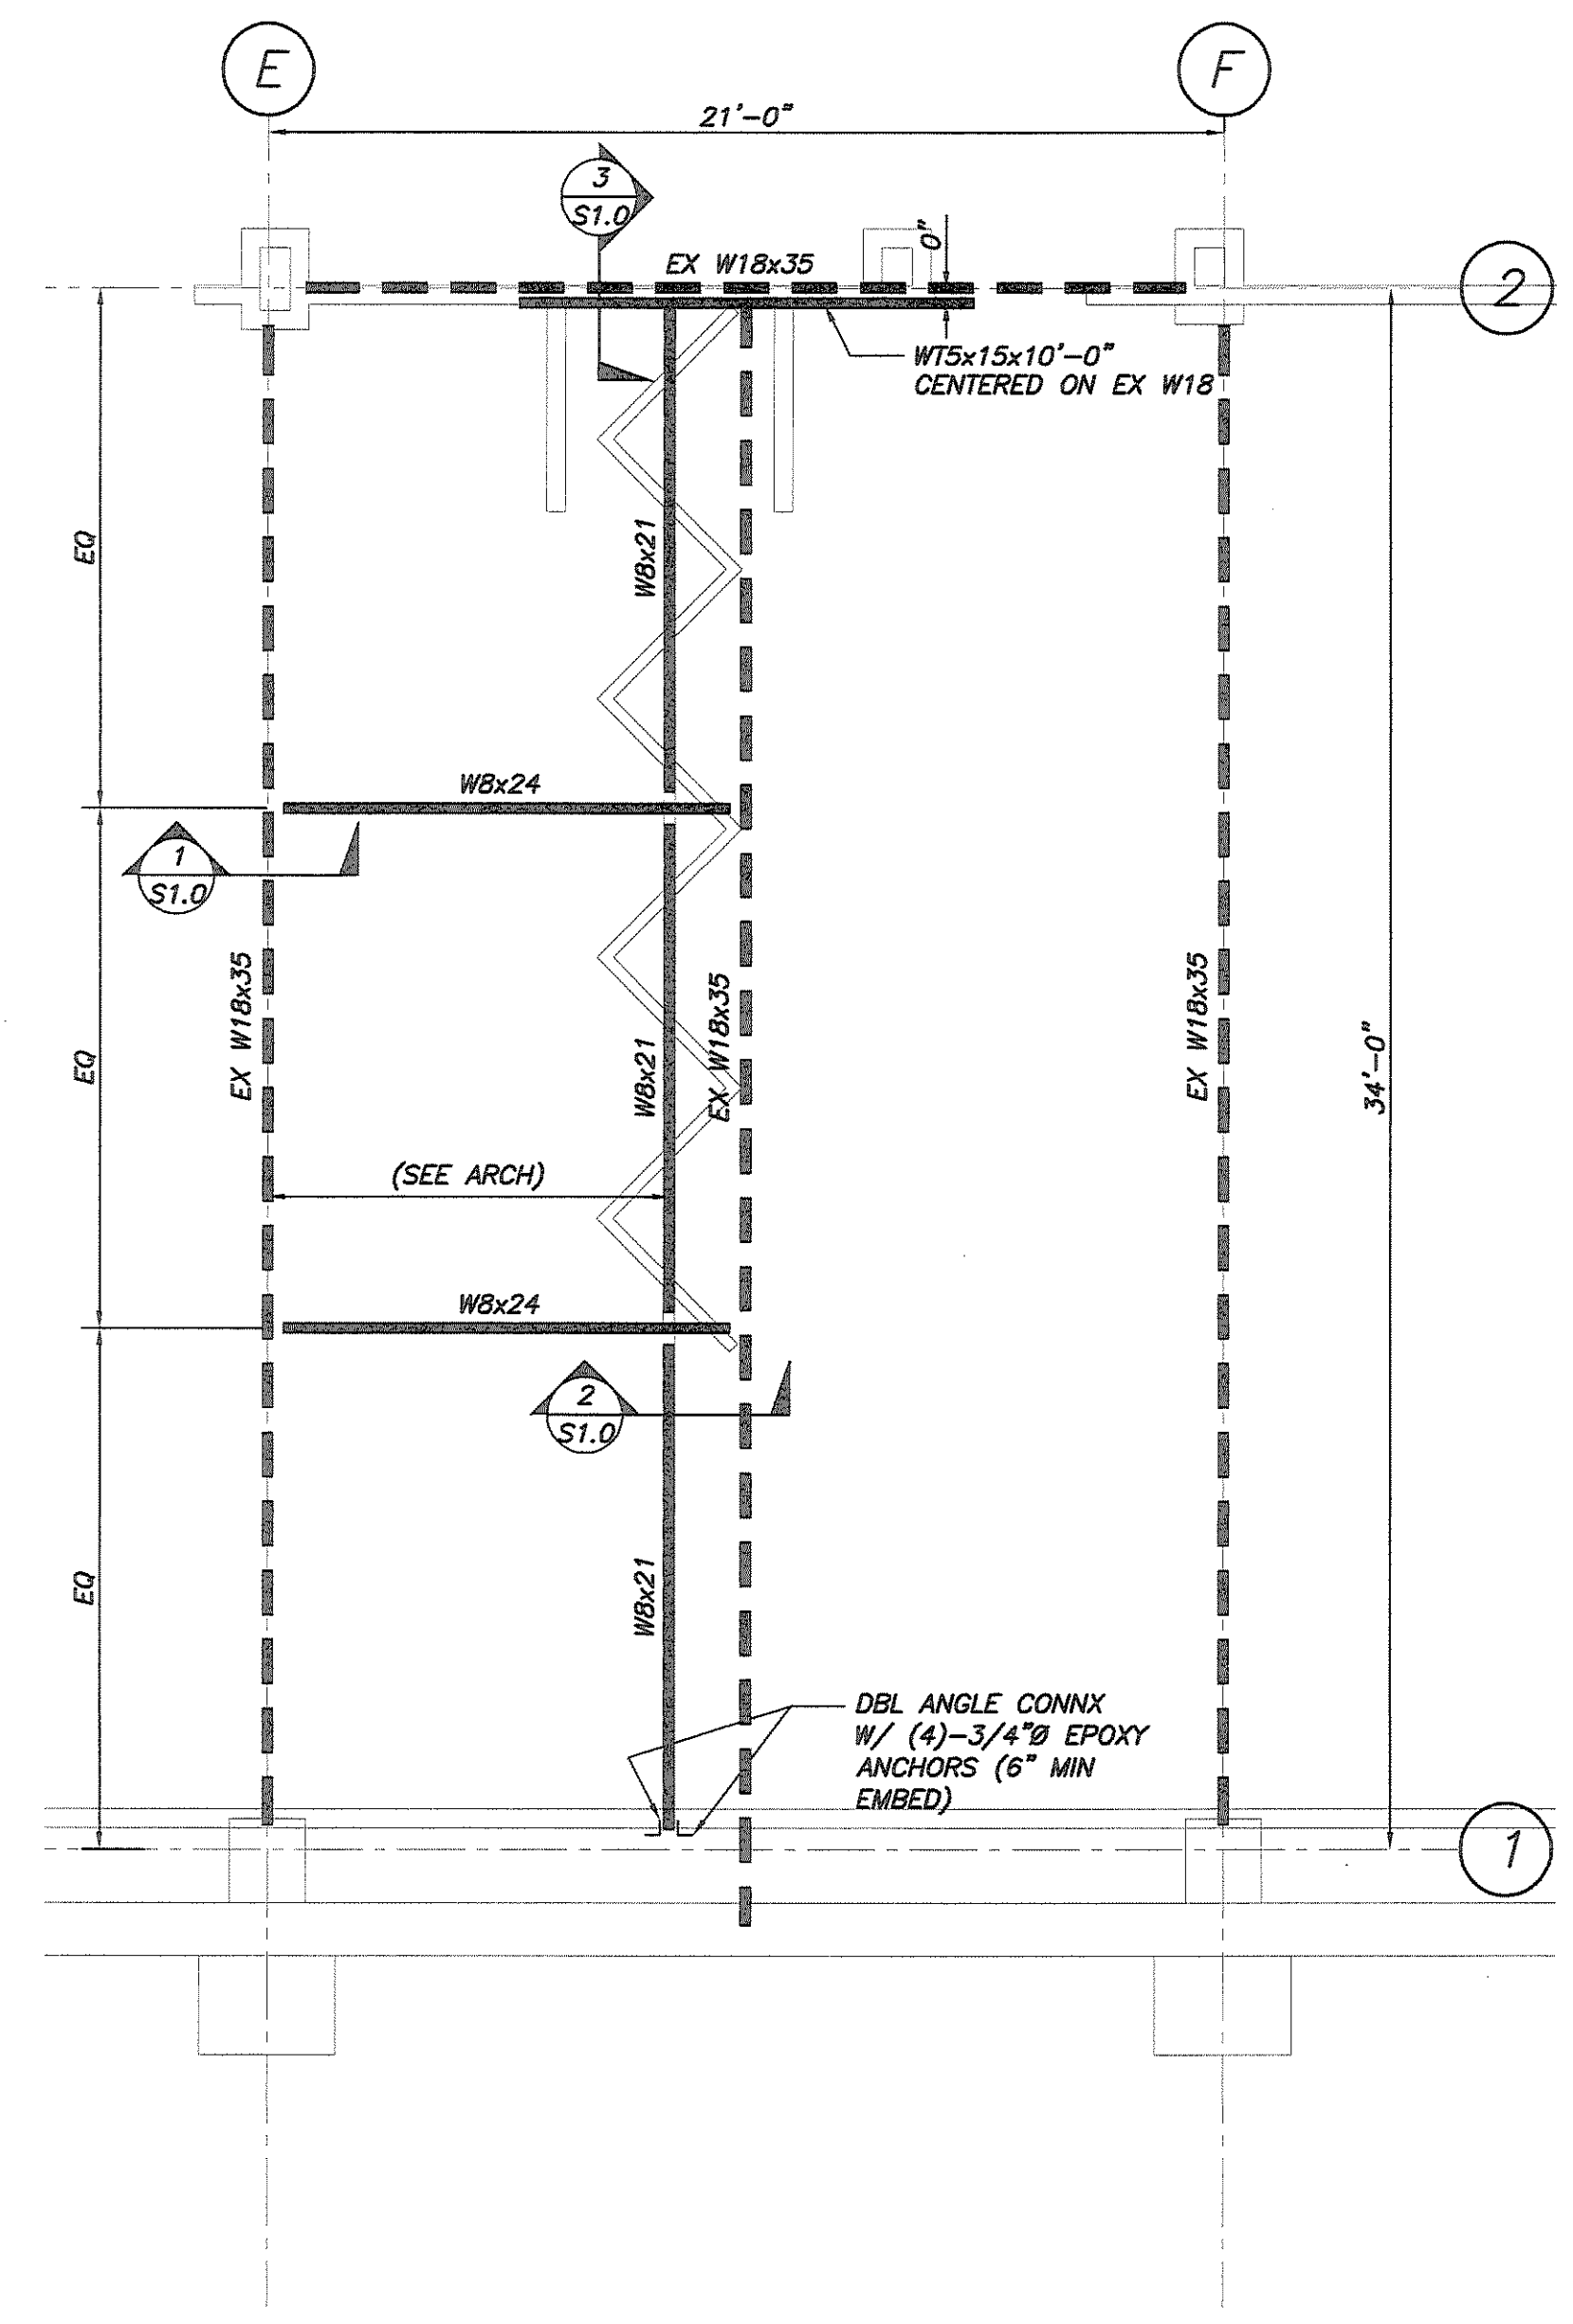 E
F
21'-0"
3
S1.0
0"
EX W18x35
2
WT5x15x10'-0"
CENTERED ON EX W18
EQ
W8x21
W8x24
1
S1.0
EX W18x35
EX W18x35
EX W18x35
EQ
W8x21
34'-0"
(SEE ARCH)
W8x24
2
S1.0
EQ
W8x21
DBL ANGLE CONNX
W/ (4)-3/4"Ø EPOXY
ANCHORS (6" MIN
EMBED)
1